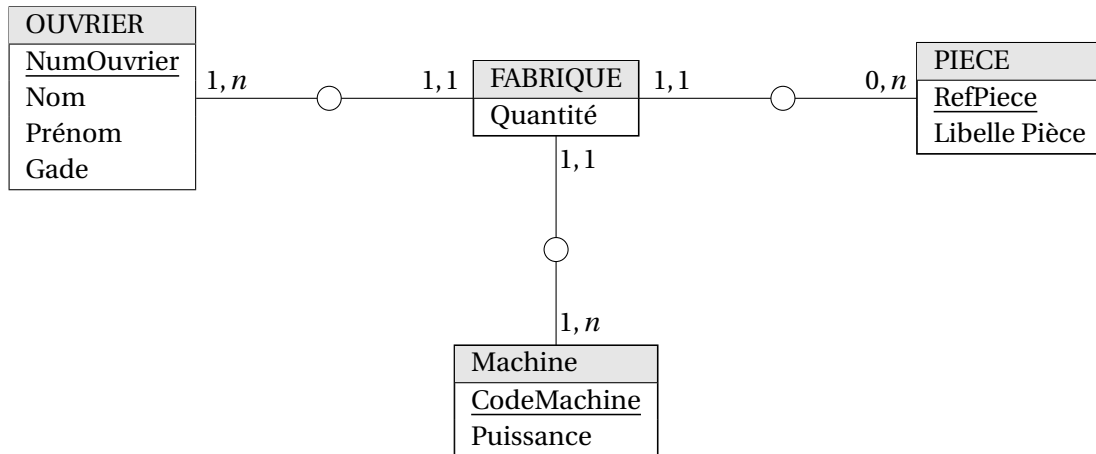 OUVRIER
NumOuvrier
Nom
Prénom
Gade
1, n
1, 1
FABRIQUE
Quantité
1, 1
1, 1
0, n
PIECE
RefPiece
Libelle Pièce
1, n
Machine
CodeMachine
Puissance